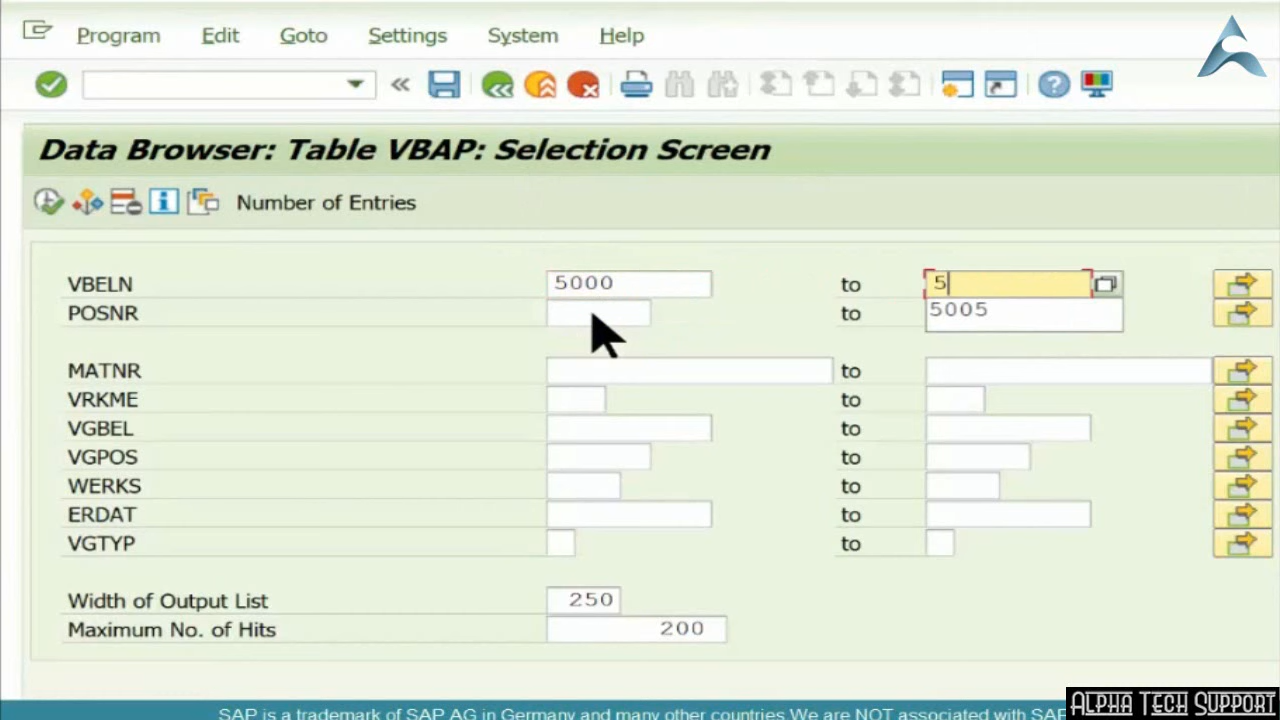 Program Edit Goto Settings System Help
Data Browser: Table VBAP: Selection Screen
Number of Entries
VBELN 5000 to 5
POSNR to 5005
MATNR to
VRKME to
VGBEL to
VGPOS to
WERKS to
ERDAT to
VGTYP to
Width of Output List 250
Maximum No. of Hits 200
SAP is a trademark of SAP AG in Germany and many other countries We are NOT associated with SAP
Alpha Tech Support